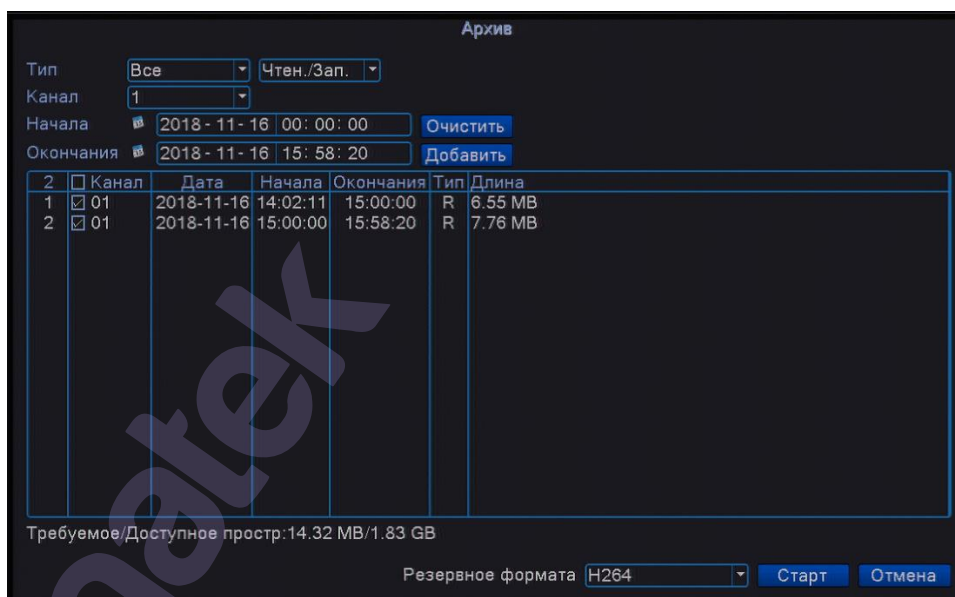 Архив
Тип Все Чтен./Зап.
Канал 1
Начала 2018 - 11 - 16 00: 00: 00 Очистить
Окончания 2018 - 11 - 16 15: 58: 20 Добавить
2 Канал Дата Начала Окончания Тип Длина
1 01 2018-11-16 14:02:11 15:00:00 R 6.55 MB
2 01 2018-11-16 15:00:00 15:58:20 R 7.76 MB
Требуемое/Доступное простр:14.32 MB/1.83 GB
Резервное формата H264 Старт Отмена